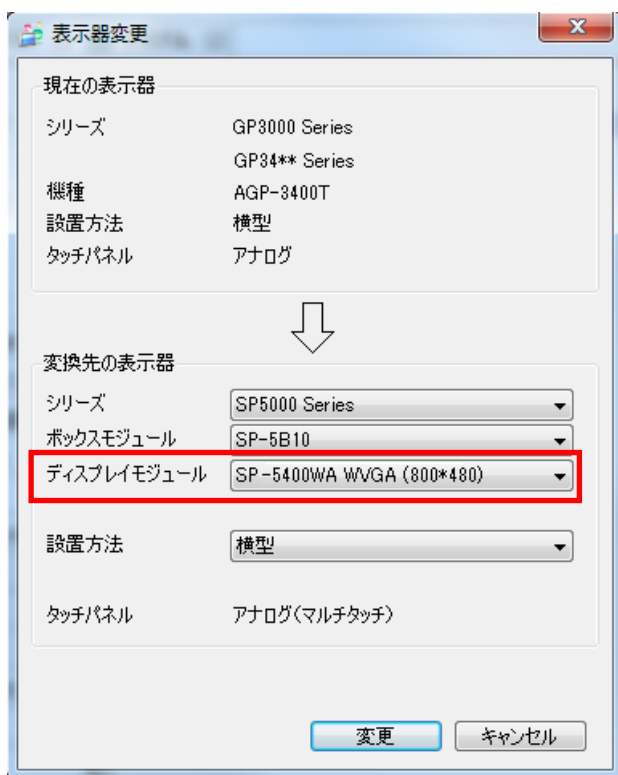 表示器変更
現在の表示器
シリーズ GP3000 Series
GP34** Series
機種 AGP-3400T
設置方法 横型
タッチパネル アナログ
変換先の表示器
シリーズ SP5000 Series
ボックスモジュール SP-5B10
ディスプレイモジュール SP-5400WA WVGA (800*480)
設置方法 横型
タッチパネル アナログ(マルチタッチ)
変更 キャンセル